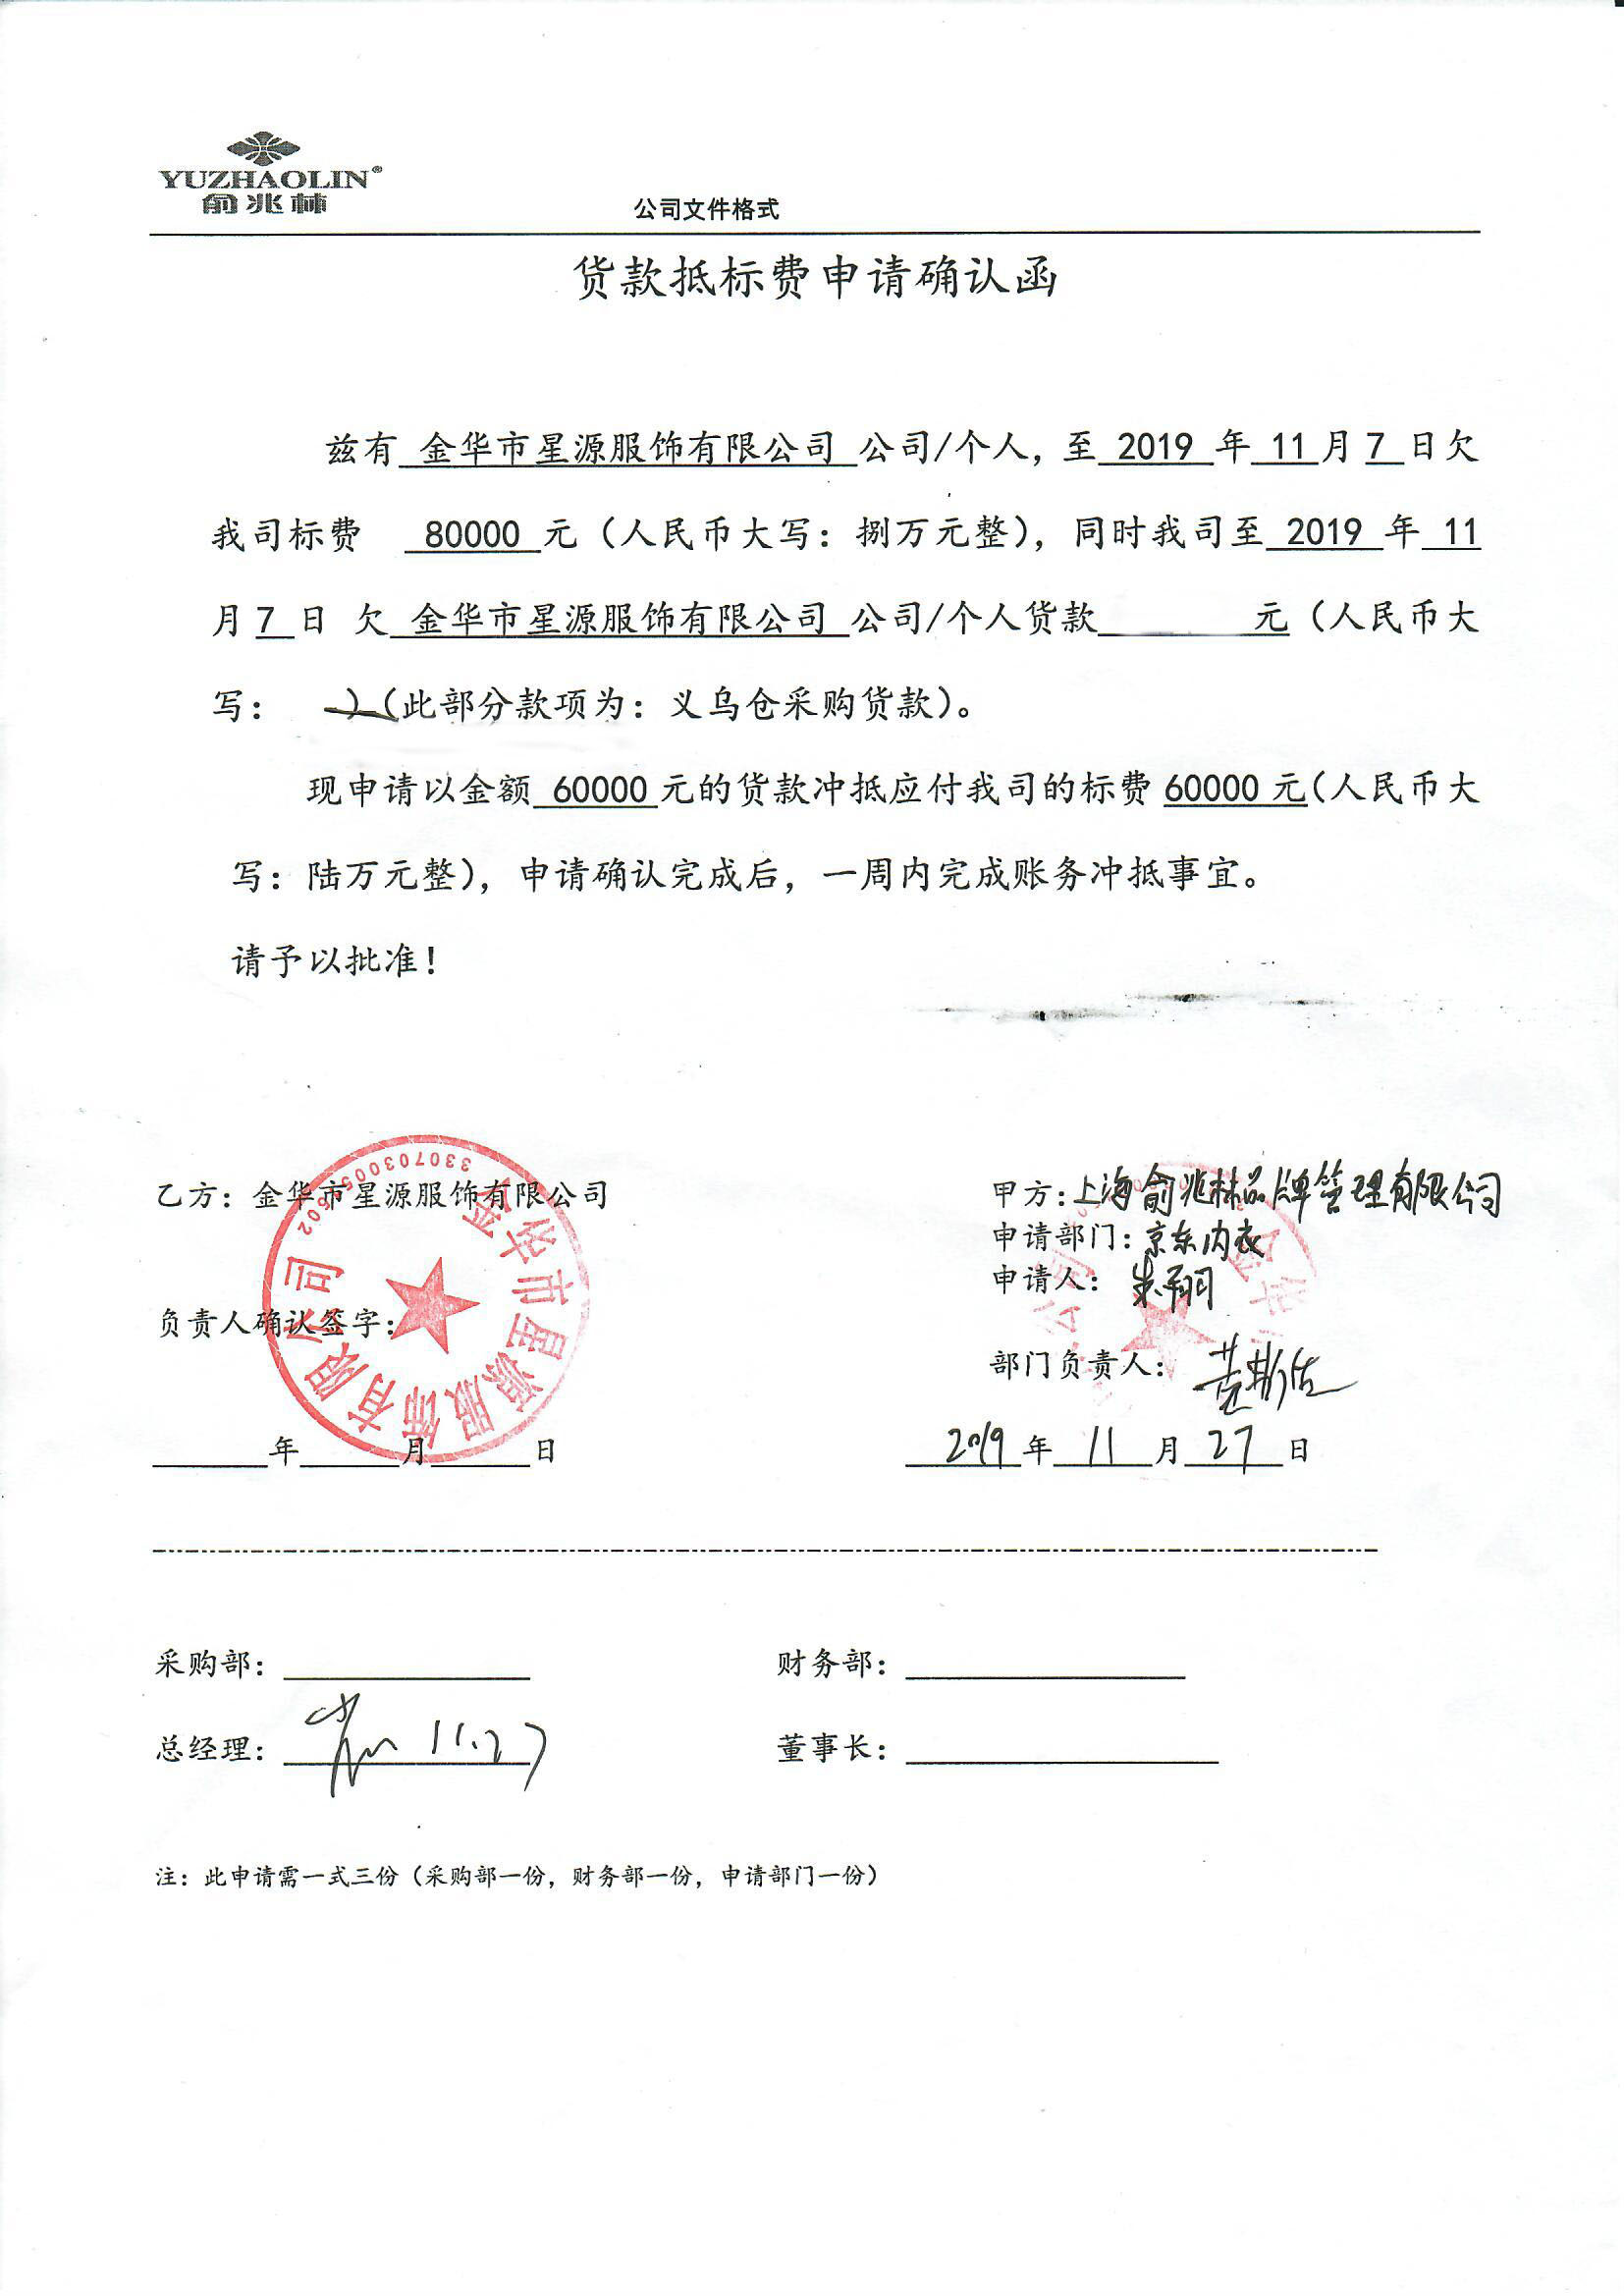 YUZHAOLIN®
俞兆林
公司文件格式
货款抵标费申请确认函
兹有 金华市星源服饰有限公司 公司/个人，至 2019 年 11 月 7 日欠
我司标费 80000 元（人民币大写：捌万元整），同时我司至 2019 年 11
月 7 日 欠 金华市星源服饰有限公司 公司/个人货款 元（人民币大
写： ）（此部分款项为：义乌仓采购货款）。
现申请以金额 60000 元的货款冲抵应付我司的标费 60000 元（人民币大
写：陆万元整），申请确认完成后，一周内完成账务冲抵事宜。
请予以批准！
乙方：金华市星源服饰有限公司
甲方：上海俞兆林品牌管理有限公司
申请部门：京东内衣
申请人：
负责人确认签字：
部门负责人：
年 月 日
2019 年 11 月 27 日
金华市星源服饰有限公司
采购部：
财务部：
总经理： 11.27
董事长：
注：此申请需一式三份（采购部一份，财务部一份，申请部门一份）